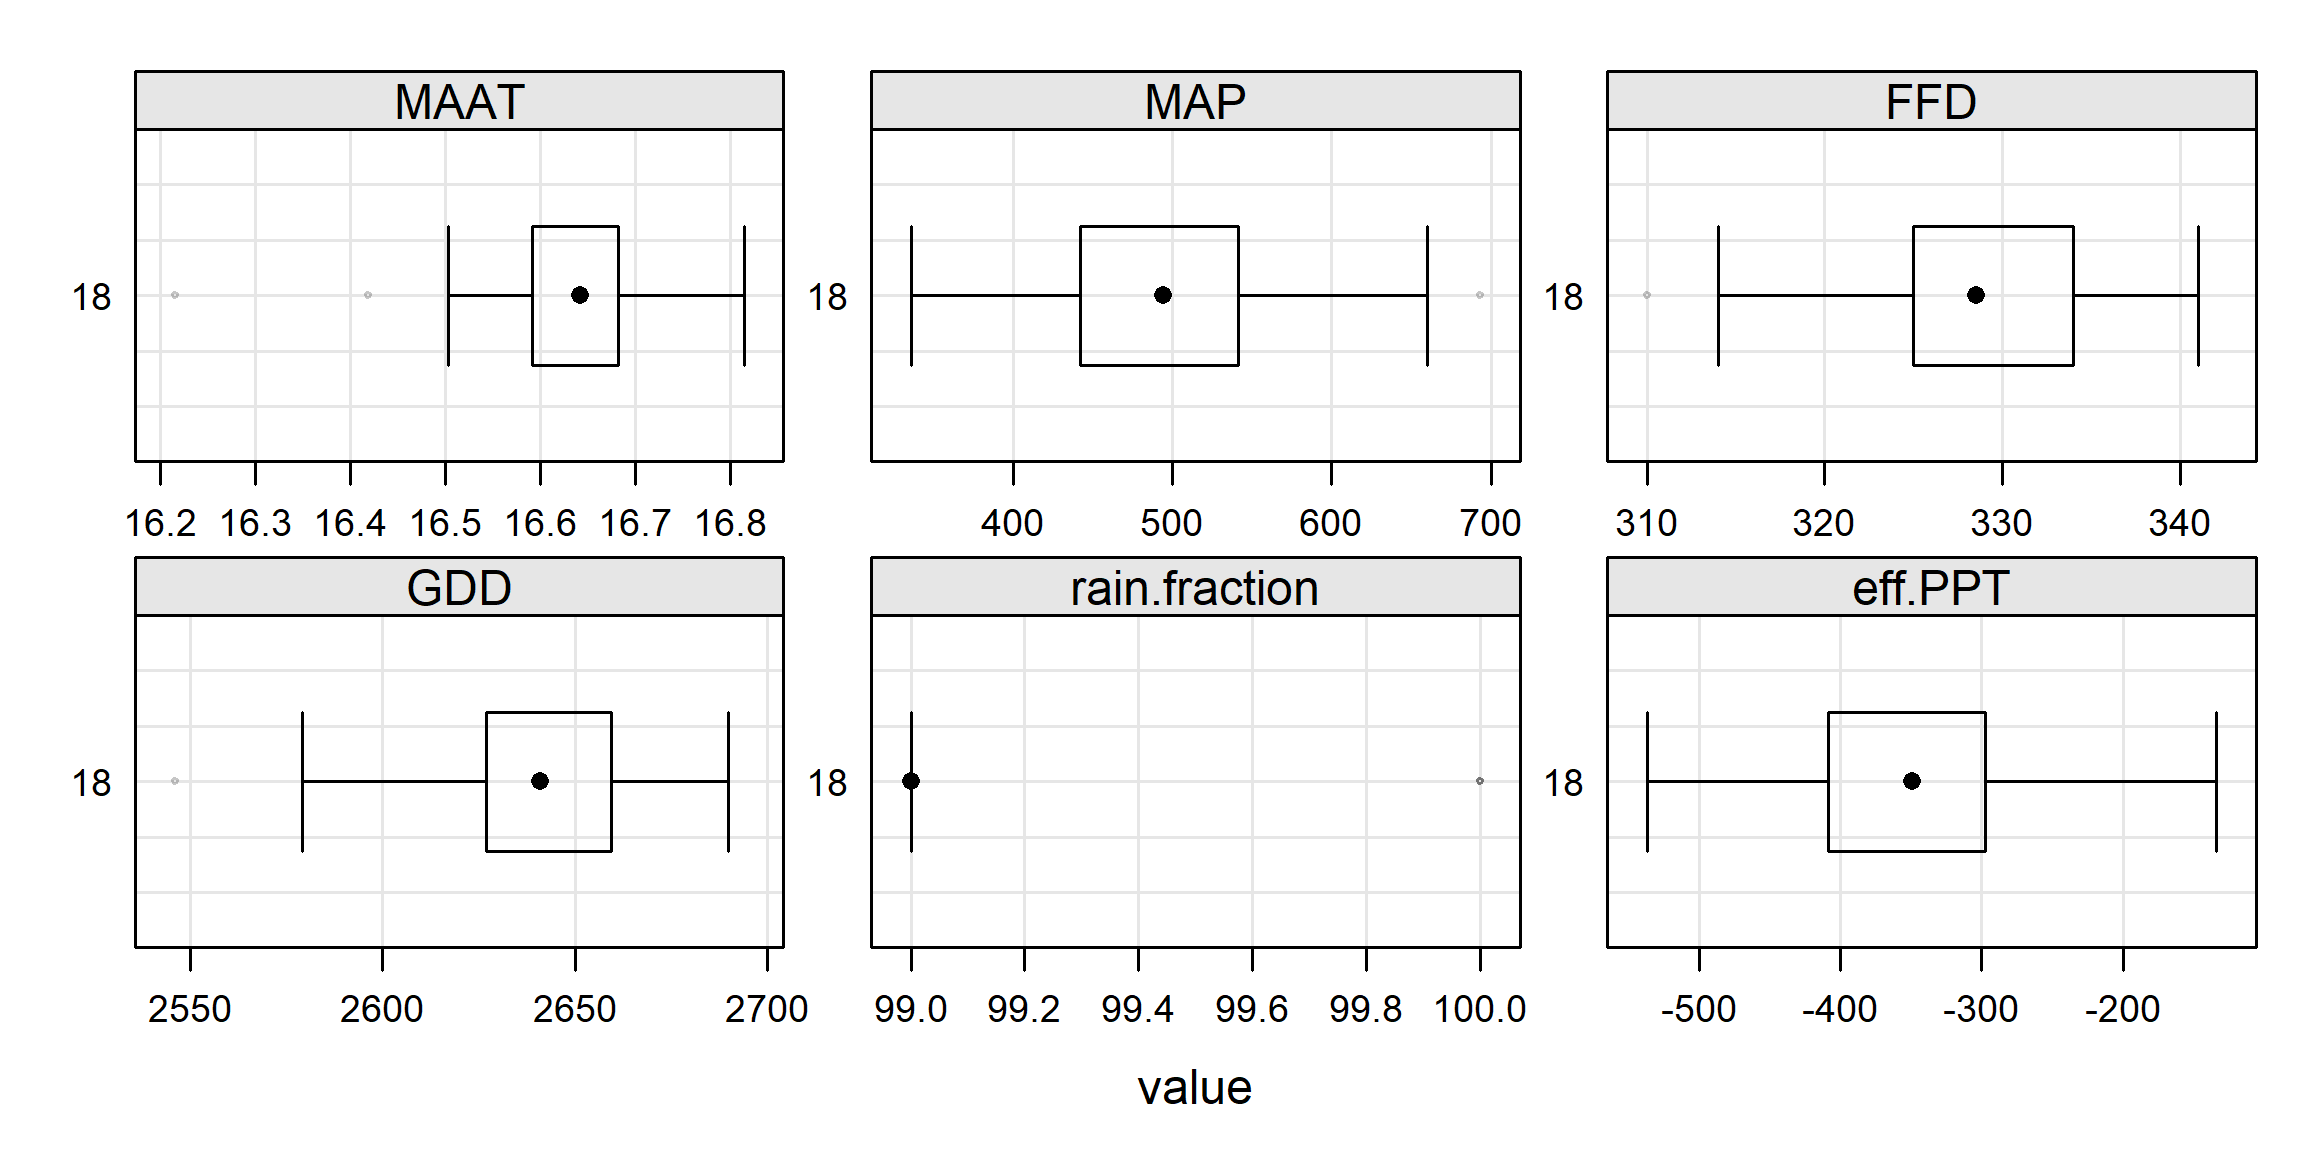 MAAT MAP FFD
18 18 18
16.2 16.3 16.4 16.5 16.6 16.7 16.8 400 500 600 700 310 320 330 340
GDD rain.fraction eff.PPT
18 18 18
2550 2600 2650 2700 99.0 99.2 99.4 99.6 99.8 100.0 -500 -400 -300 -200
value